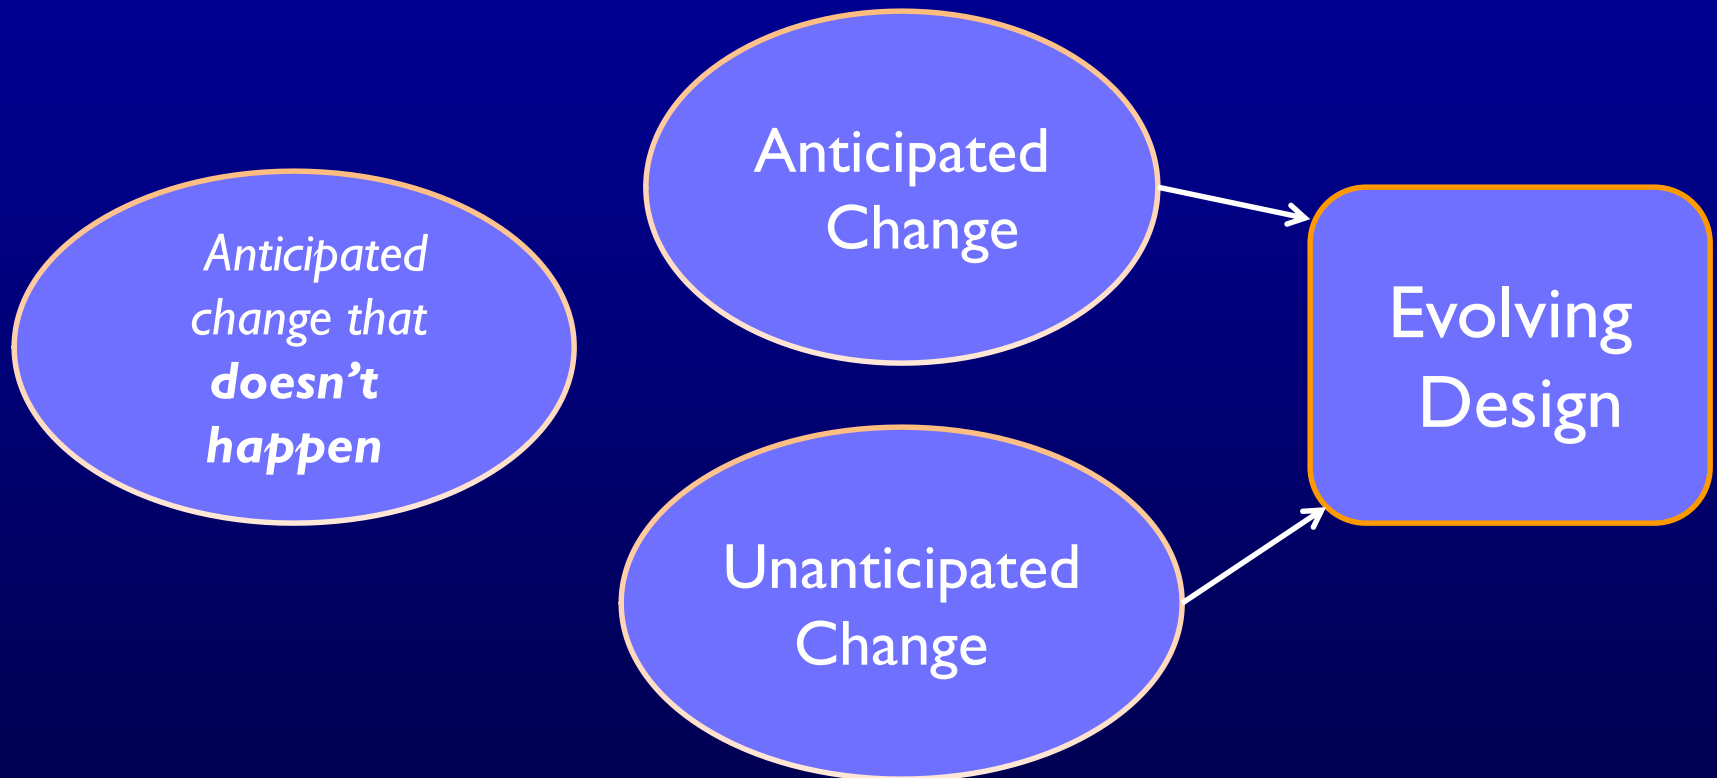 Anticipated
change that
doesn’t
happen
Anticipated
Change
Unanticipated
Change
Evolving
Design